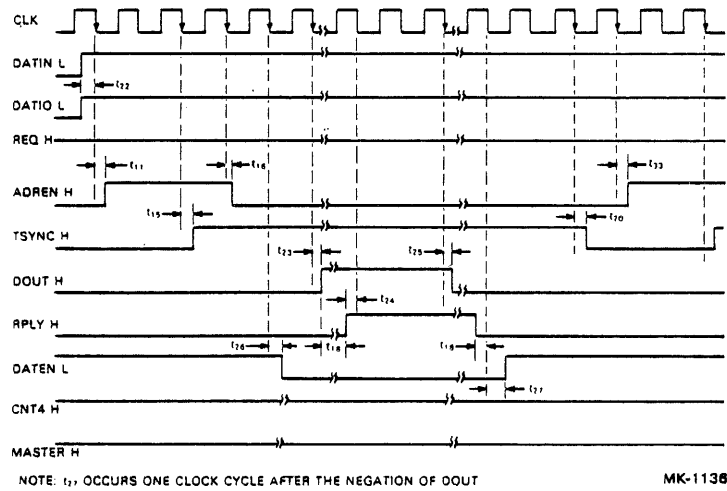 CLK
DATIN L
t22
DATIO L
REQ H
t11
t16
t33
ADREN H
t15
t20
TSYNC H
t23
t25
DOUT H
t24
RPLY H
t26
t18
t18
DATEN L
t27
CNT4 H
MASTER H
NOTE: t27 OCCURS ONE CLOCK CYCLE AFTER THE NEGATION OF DOUT
MK-1136